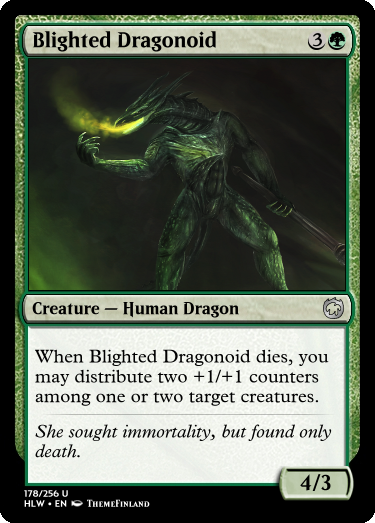 Blighted Dragonoid 3
Creature — Human Dragon
When Blighted Dragonoid dies, you
may distribute two +1/+1 counters
among one or two target creatures.
She sought immortality, but found only
death.
4/3
178/256 U
HLW • EN ThemeFinland